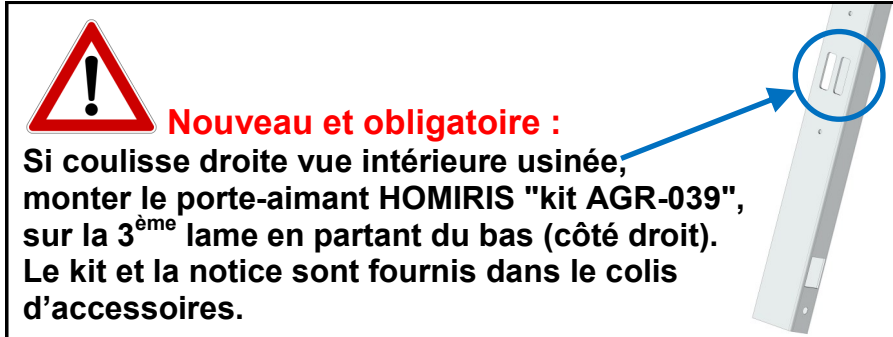 Nouveau et obligatoire :
Si coulisse droite vue intérieure usinée,
monter le porte-aimant HOMIRIS "kit AGR-039",
sur la 3ème lame en partant du bas (côté droit).
Le kit et la notice sont fournis dans le colis
d’accessoires.